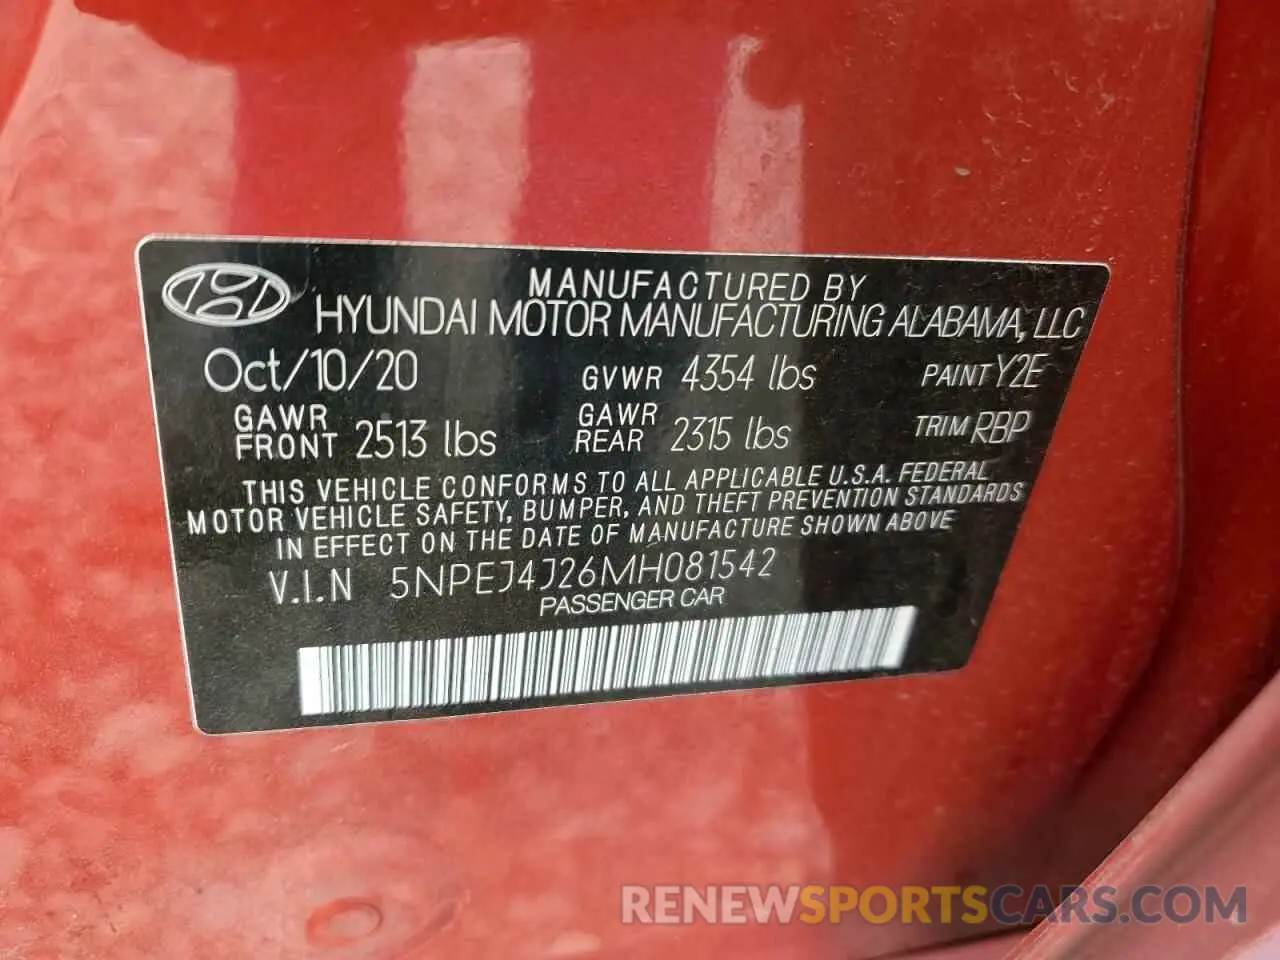 MANUFACTURED BY
HYUNDAI MOTOR MANUFACTURING ALABAMA, LLC
Oct/10/20 GVWR 4354 lbs PAINT Y2E
GAWR FRONT 2513 lbs GAWR REAR 2315 lbs TRIM RBP
THIS VEHICLE CONFORMS TO ALL APPLICABLE U.S.A. FEDERAL
MOTOR VEHICLE SAFETY, BUMPER, AND THEFT PREVENTION STANDARDS
IN EFFECT ON THE DATE OF MANUFACTURE SHOWN ABOVE
V.I.N 5NPEJ4J26MH081542
PASSENGER CAR
RENEWSPORTSCARS.COM